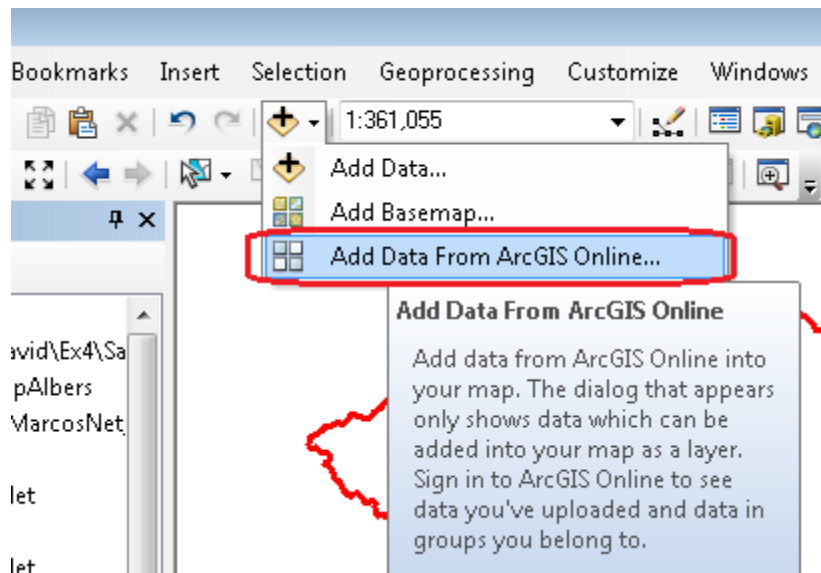 Bookmarks Insert Selection Geoprocessing Customize Windows
1:361,055
Add Data...
Add Basemap...
Add Data From ArcGIS Online...
Add Data From ArcGIS Online
Add data from ArcGIS Online into
your map. The dialog that appears
only shows data which can be
added into your map as a layer.
Sign in to ArcGIS Online to see
data you've uploaded and data in
groups you belong to.
avid\Ex4\Sa
pAlbers
MarcosNet_
let
let